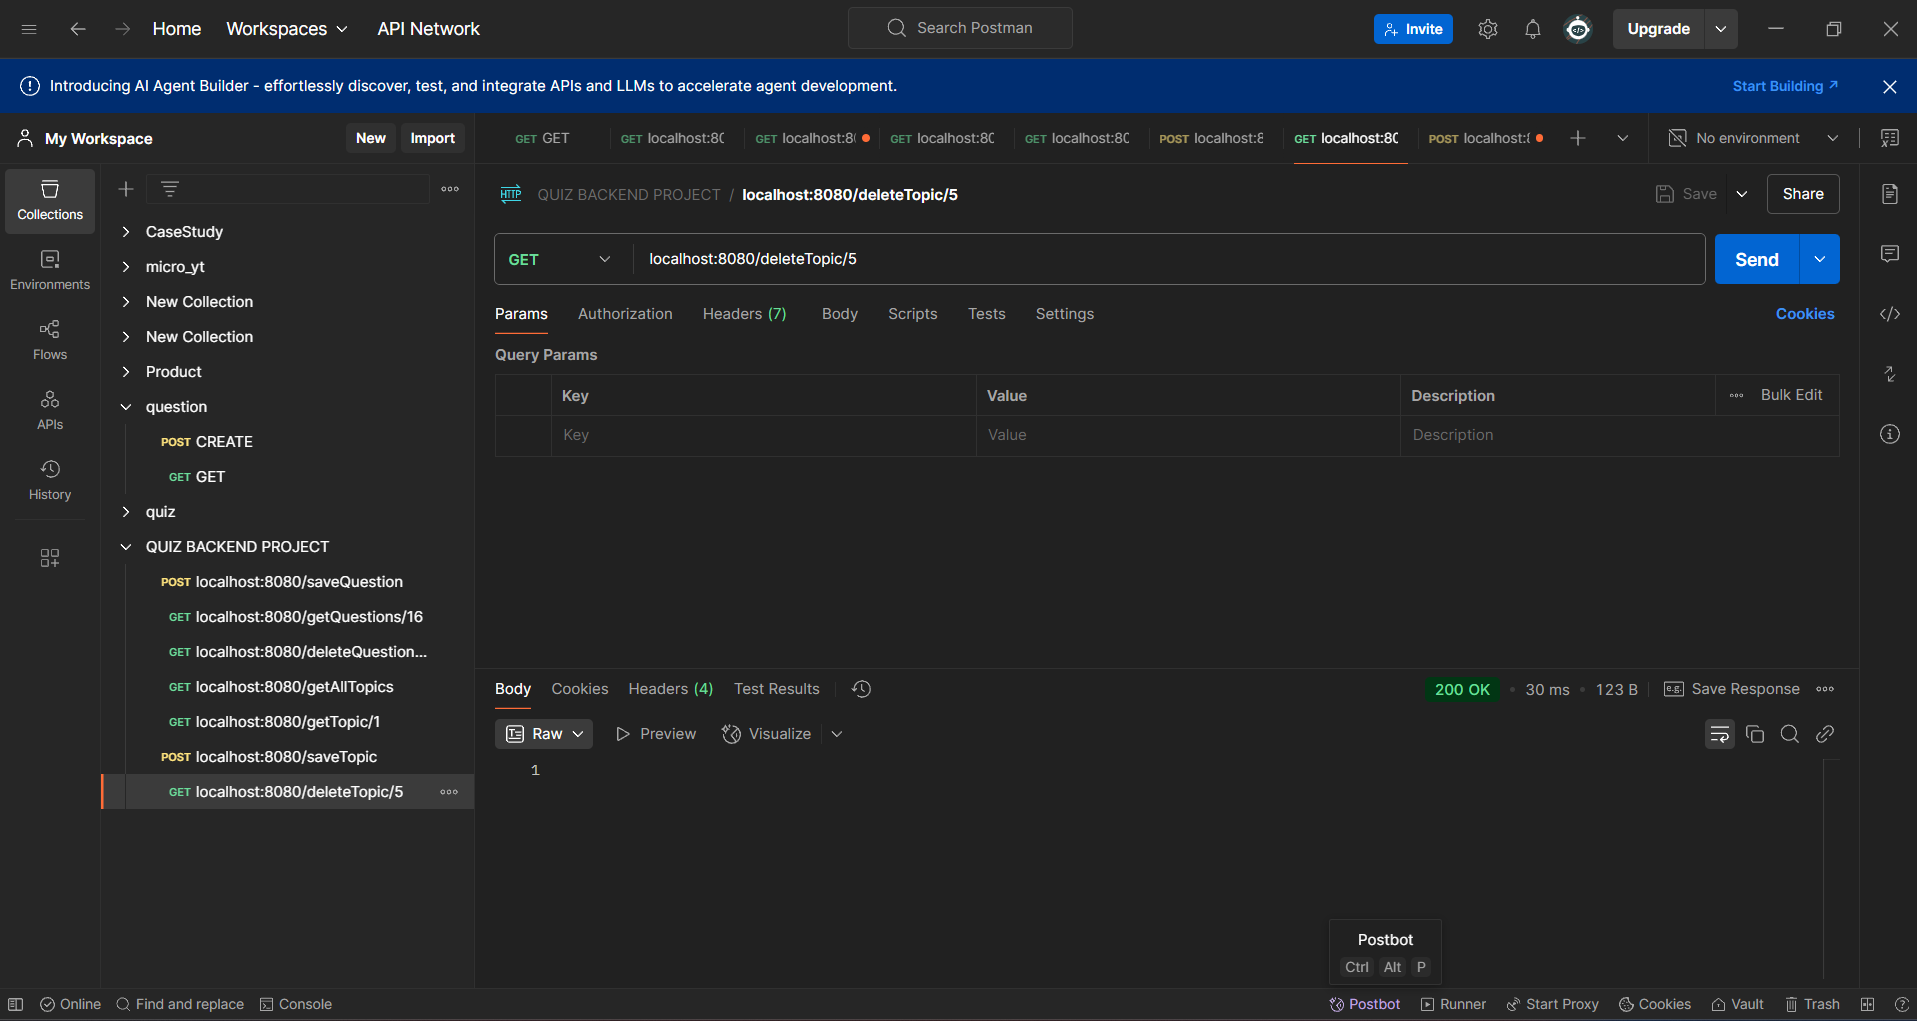 Home Workspaces API Network Search Postman Invite Upgrade
Introducing AI Agent Builder - effortlessly discover, test, and integrate APIs and LLMs to accelerate agent development. Start Building
My Workspace New Import GET GET GET localhost:80 GET localhost:8 GET localhost:80 GET localhost:80 POST localhost:8 GET localhost:80 POST localhost: No environment
Collections
Environments
Flows
APIs
History
CaseStudy
micro_yt
New Collection
New Collection
Product
question
POST CREATE
GET GET
quiz
QUIZ BACKEND PROJECT
POST localhost:8080/saveQuestion
GET localhost:8080/getQuestions/16
GET localhost:8080/deleteQuestion...
GET localhost:8080/getAllTopics
GET localhost:8080/getTopic/1
POST localhost:8080/saveTopic
GET localhost:8080/deleteTopic/5
HTTP QUIZ BACKEND PROJECT / localhost:8080/deleteTopic/5 Save Share
GET localhost:8080/deleteTopic/5 Send
Params Authorization Headers (7) Body Scripts Tests Settings Cookies
Query Params
Key Value Description Bulk Edit
Key Value Description
Body Cookies Headers (4) Test Results 200 OK 30 ms 123 B e.g. Save Response
Raw Preview Visualize
1
Postbot
Ctrl Alt P
Online Find and replace Console Postbot Runner Start Proxy Cookies Vault Trash